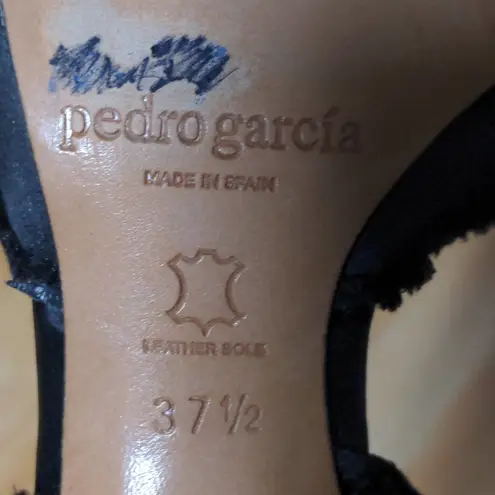 pedro garcía
MADE IN SPAIN
LEATHER SOLE
37 1/2